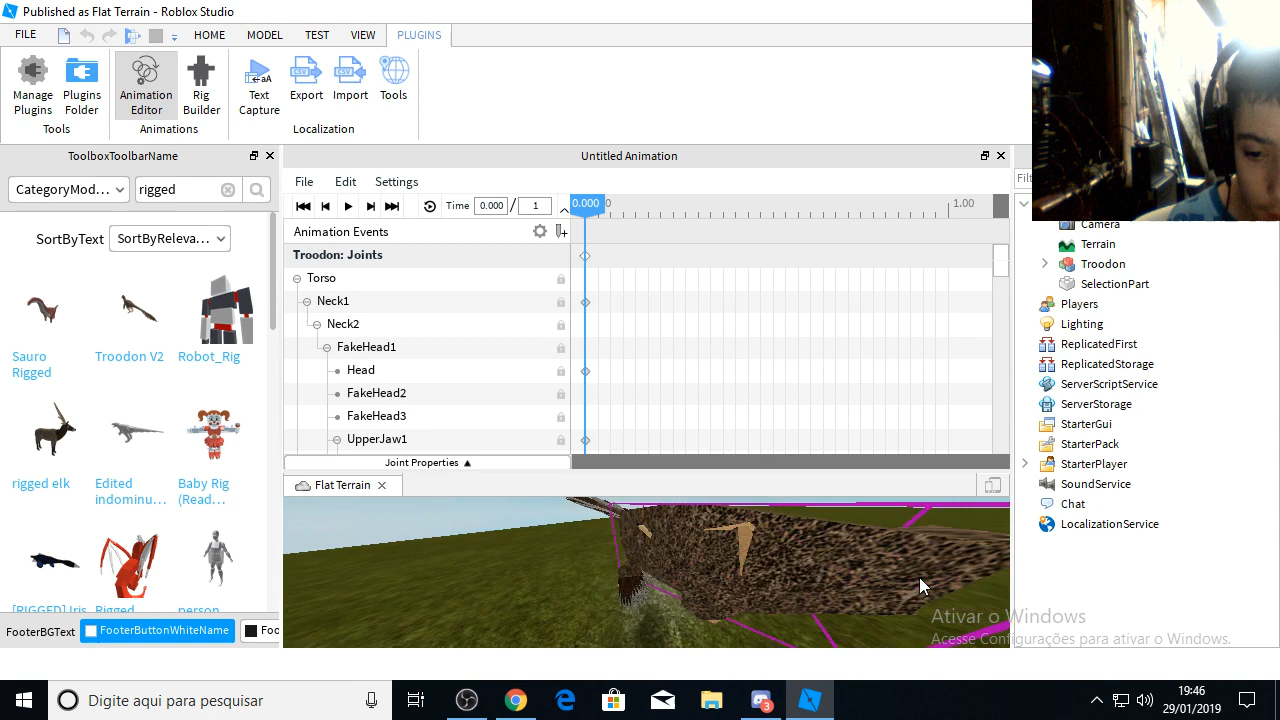 Published as Flat Terrain - Roblox Studio
FILE HOME MODEL TEST VIEW PLUGINS
Manage Plugins
Plugins Folder
Tools
Animation Editor
Rig Builder
Animations
Text Capture
Export
Import
Tools
Localization
ToolboxToolbarName
CategoryMod... rigged
SortByText SortByReleva...
Sauro Rigged
Troodon V2
Robot_Rig
rigged elk
Edited indominu...
Baby Rig (Read...
[RIGGED] Iris
Rigged
person
FooterBGText FooterButtonWhiteName Foo
Untitled Animation
File Edit Settings
Time 0.000 / 1
0.000 0 1.00
Animation Events
Troodon: Joints
Torso
Neck1
Neck2
FakeHead1
Head
FakeHead2
FakeHead3
UpperJaw1
Joint Properties ▲
Flat Terrain
Filt
Camera
Terrain
Troodon
SelectionPart
Players
Lighting
ReplicatedFirst
ReplicatedStorage
ServerScriptService
ServerStorage
StarterGui
StarterPack
StarterPlayer
SoundService
Chat
LocalizationService
Ativar o Windows
Acesse Configurações para ativar o Windows.
Digite aqui para pesquisar
3
19:46
29/01/2019